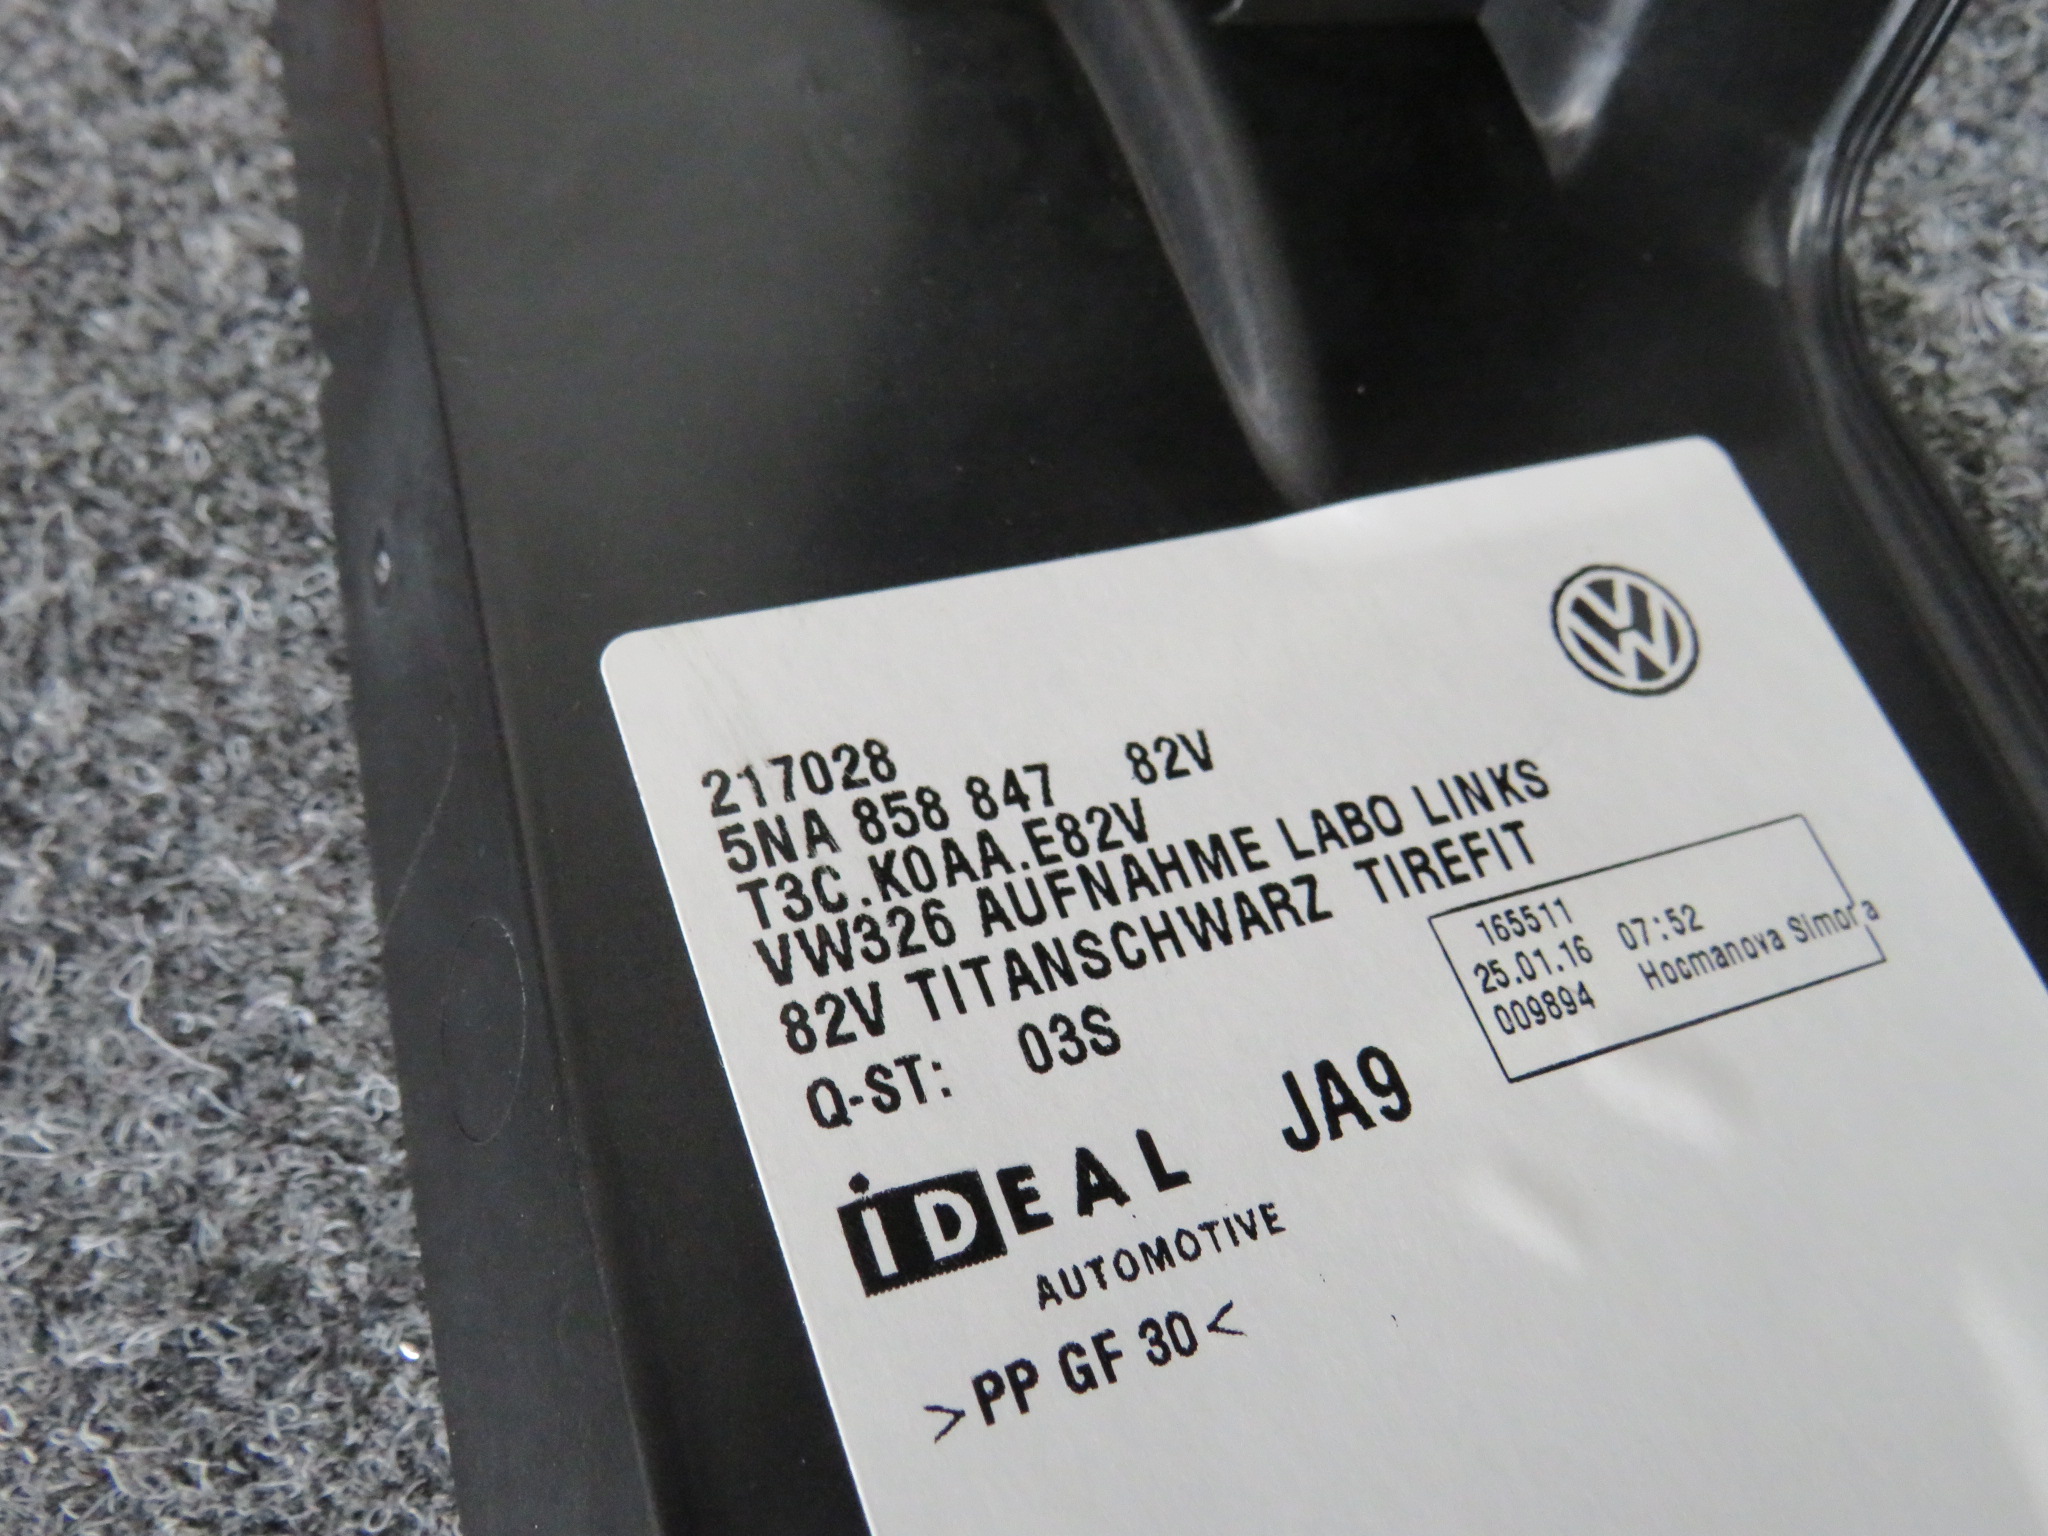 217028
5NA 858 847 82V
T3C.K0AA.E82V
VW326 AUFNAHME LABO LINKS
82V TITANSCHWARZ TIREFIT
Q-ST: 03S
165511
25.01.16 07:52
009894 Hocmanova Simona
iDEAL JA9
AUTOMOTIVE
>PP GF 30<